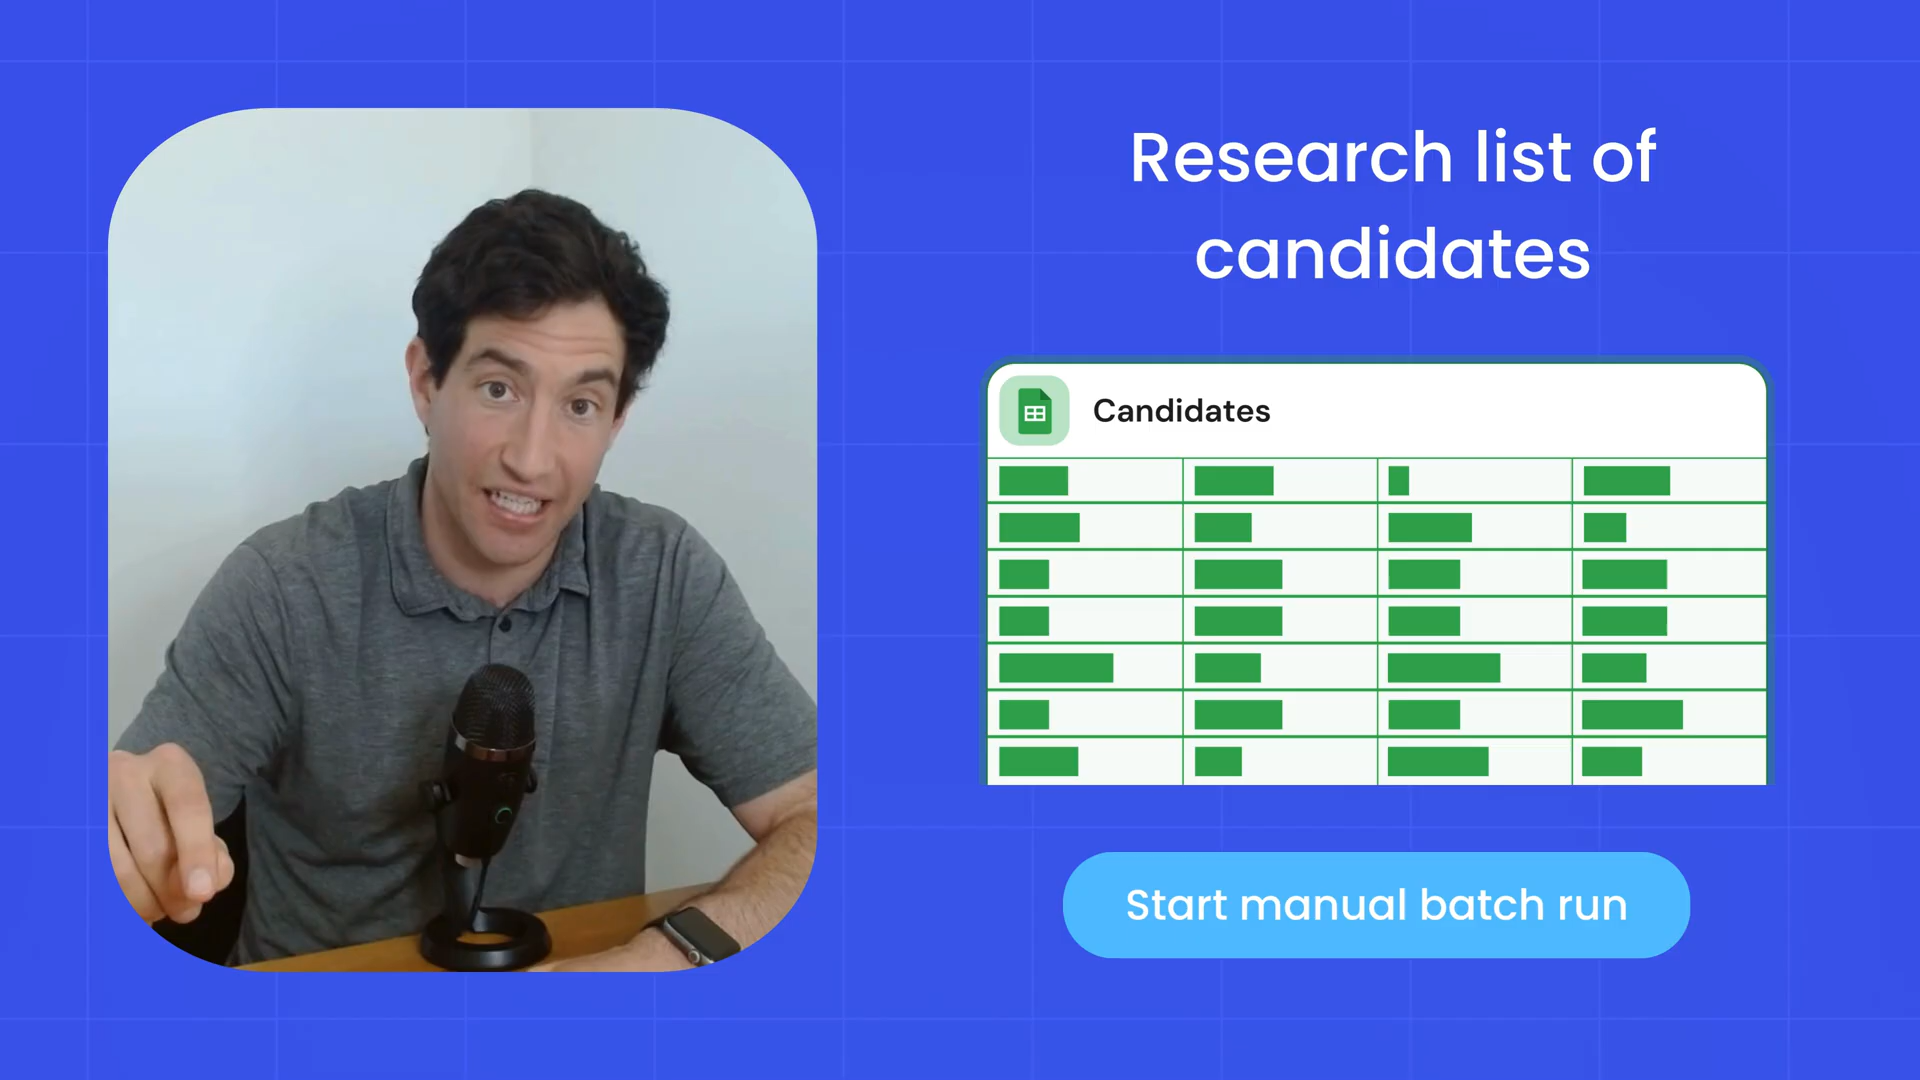 Research list of
candidates
Candidates
Start manual batch run